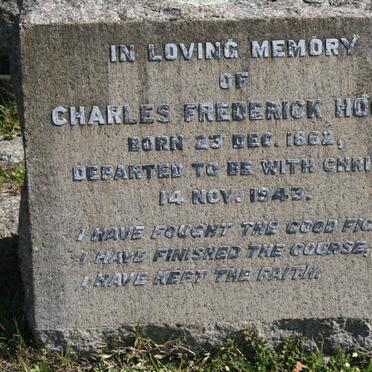 IN LOVING MEMORY
OF
CHARLES FREDERICK
BORN 23 DEC. 1862,
DEPARTED TO BE WITH
14 NOV. 1943.
I HAVE FOUGHT THE GOOD
I HAVE FINISHED THE COURSE,
I HAVE KEPT THE FAITH.